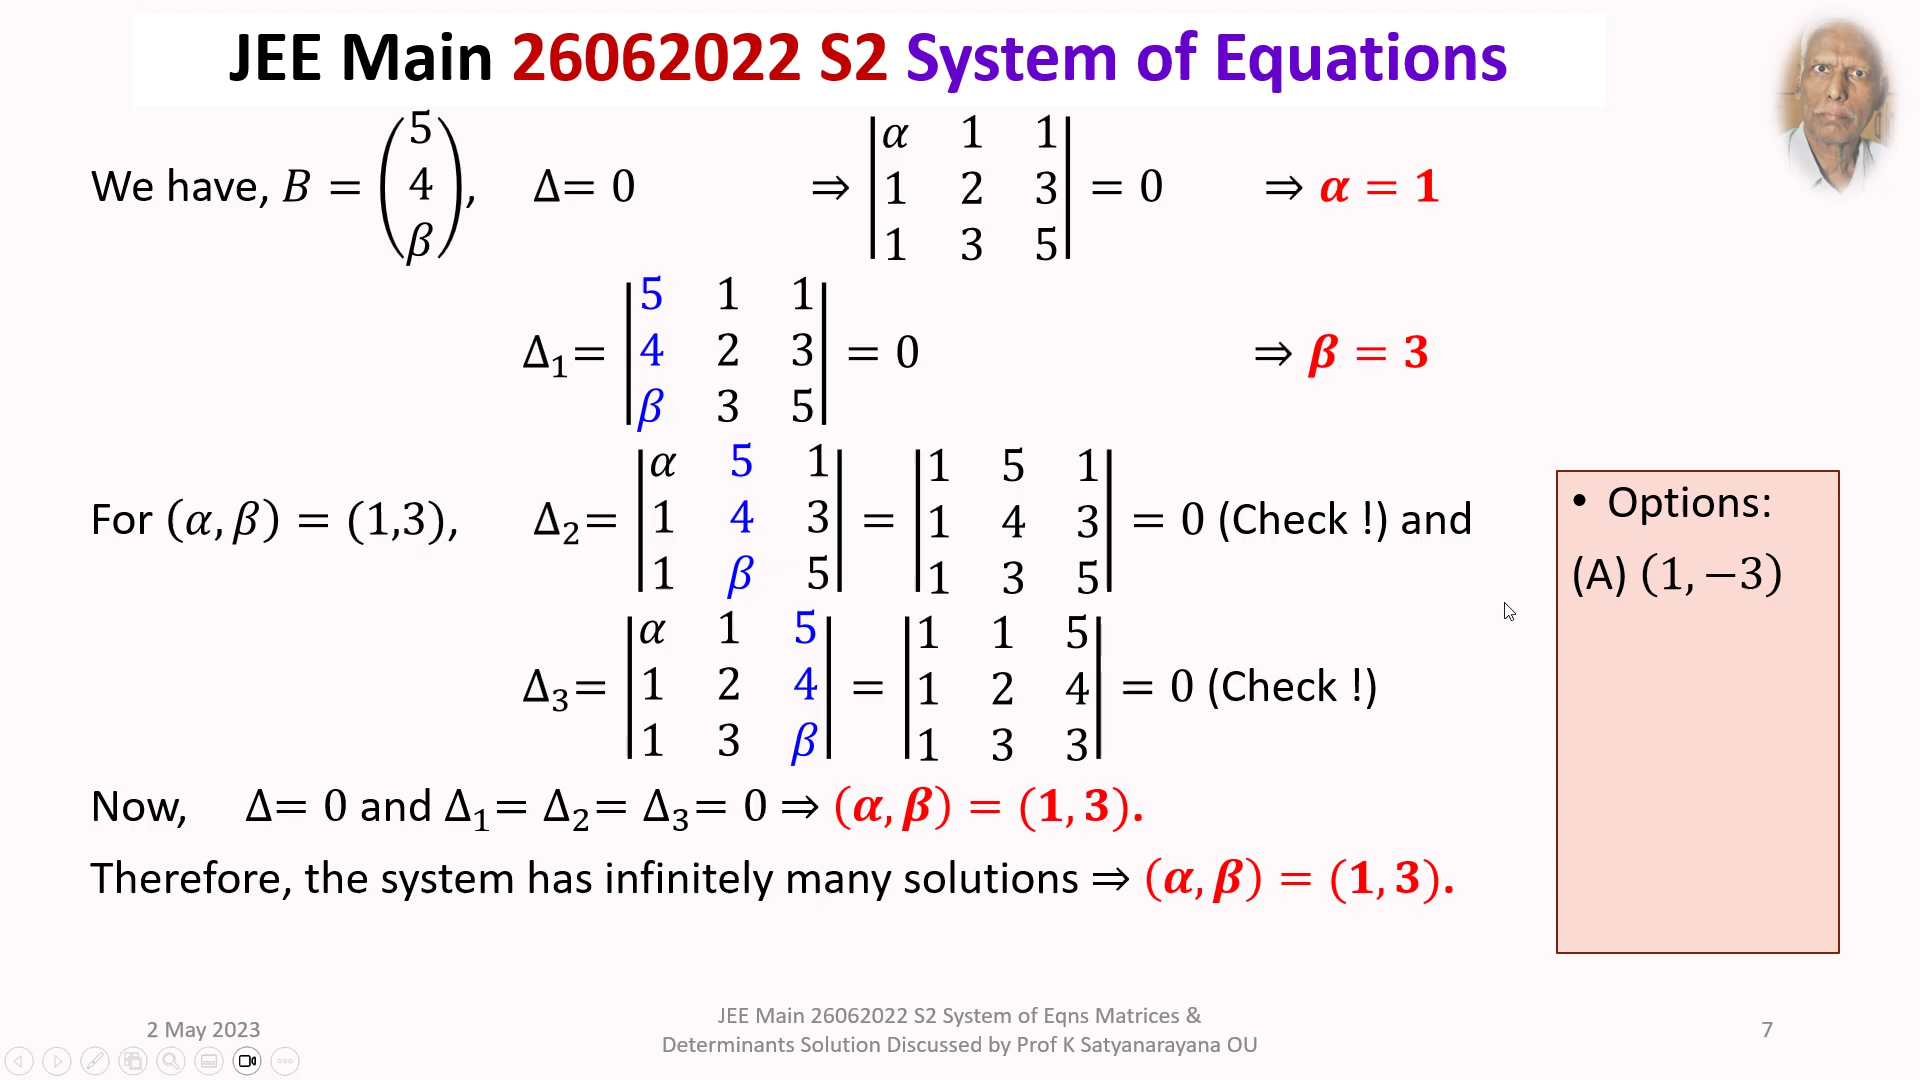 JEE Main 26062022 S2 System of Equations
We have, B = (5 4 β), Δ= 0 ⇒ |α 1 1 1 2 3 1 3 5| = 0 ⇒ α = 1
Δ₁= |5 1 1 4 2 3 β 3 5| = 0 ⇒ β = 3
For (α, β) = (1,3), Δ₂= |α 5 1 1 4 3 1 β 5| = |1 5 1 1 4 3 1 3 5| = 0 (Check !) and
Δ₃= |α 1 5 1 2 4 1 3 β| = |1 1 5 1 2 4 1 3 3| = 0 (Check !)
Now, Δ= 0 and Δ₁= Δ₂= Δ₃= 0 ⇒ (α, β) = (1, 3).
Therefore, the system has infinitely many solutions ⇒ (α, β) = (1, 3).
• Options:
(A) (1, −3)
2 May 2023
JEE Main 26062022 S2 System of Eqns Matrices &
Determinants Solution Discussed by Prof K Satyanarayana OU
7